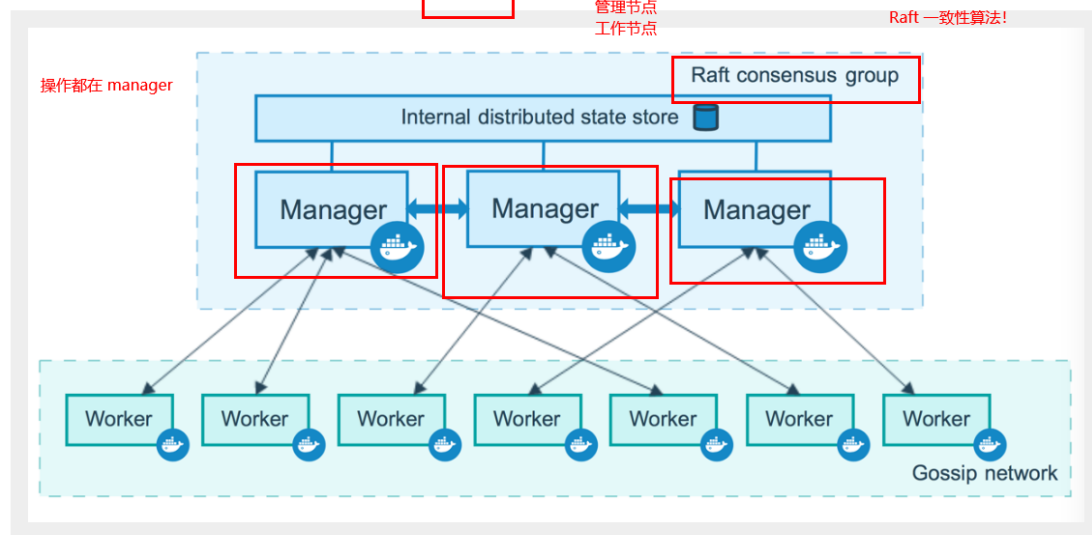 管理节点
工作节点
Raft 一致性算法!
操作都在 manager
Raft consensus group
Internal distributed state store
Manager
Manager
Manager
Worker
Worker
Worker
Worker
Worker
Worker
Worker
Gossip network